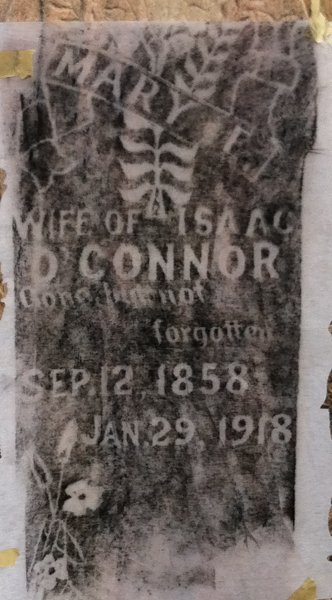 MARY F.
WIFE OF ISAAC
O'CONNOR
Gone, but not
forgotten
SEP. 12, 1858
JAN. 29, 1918